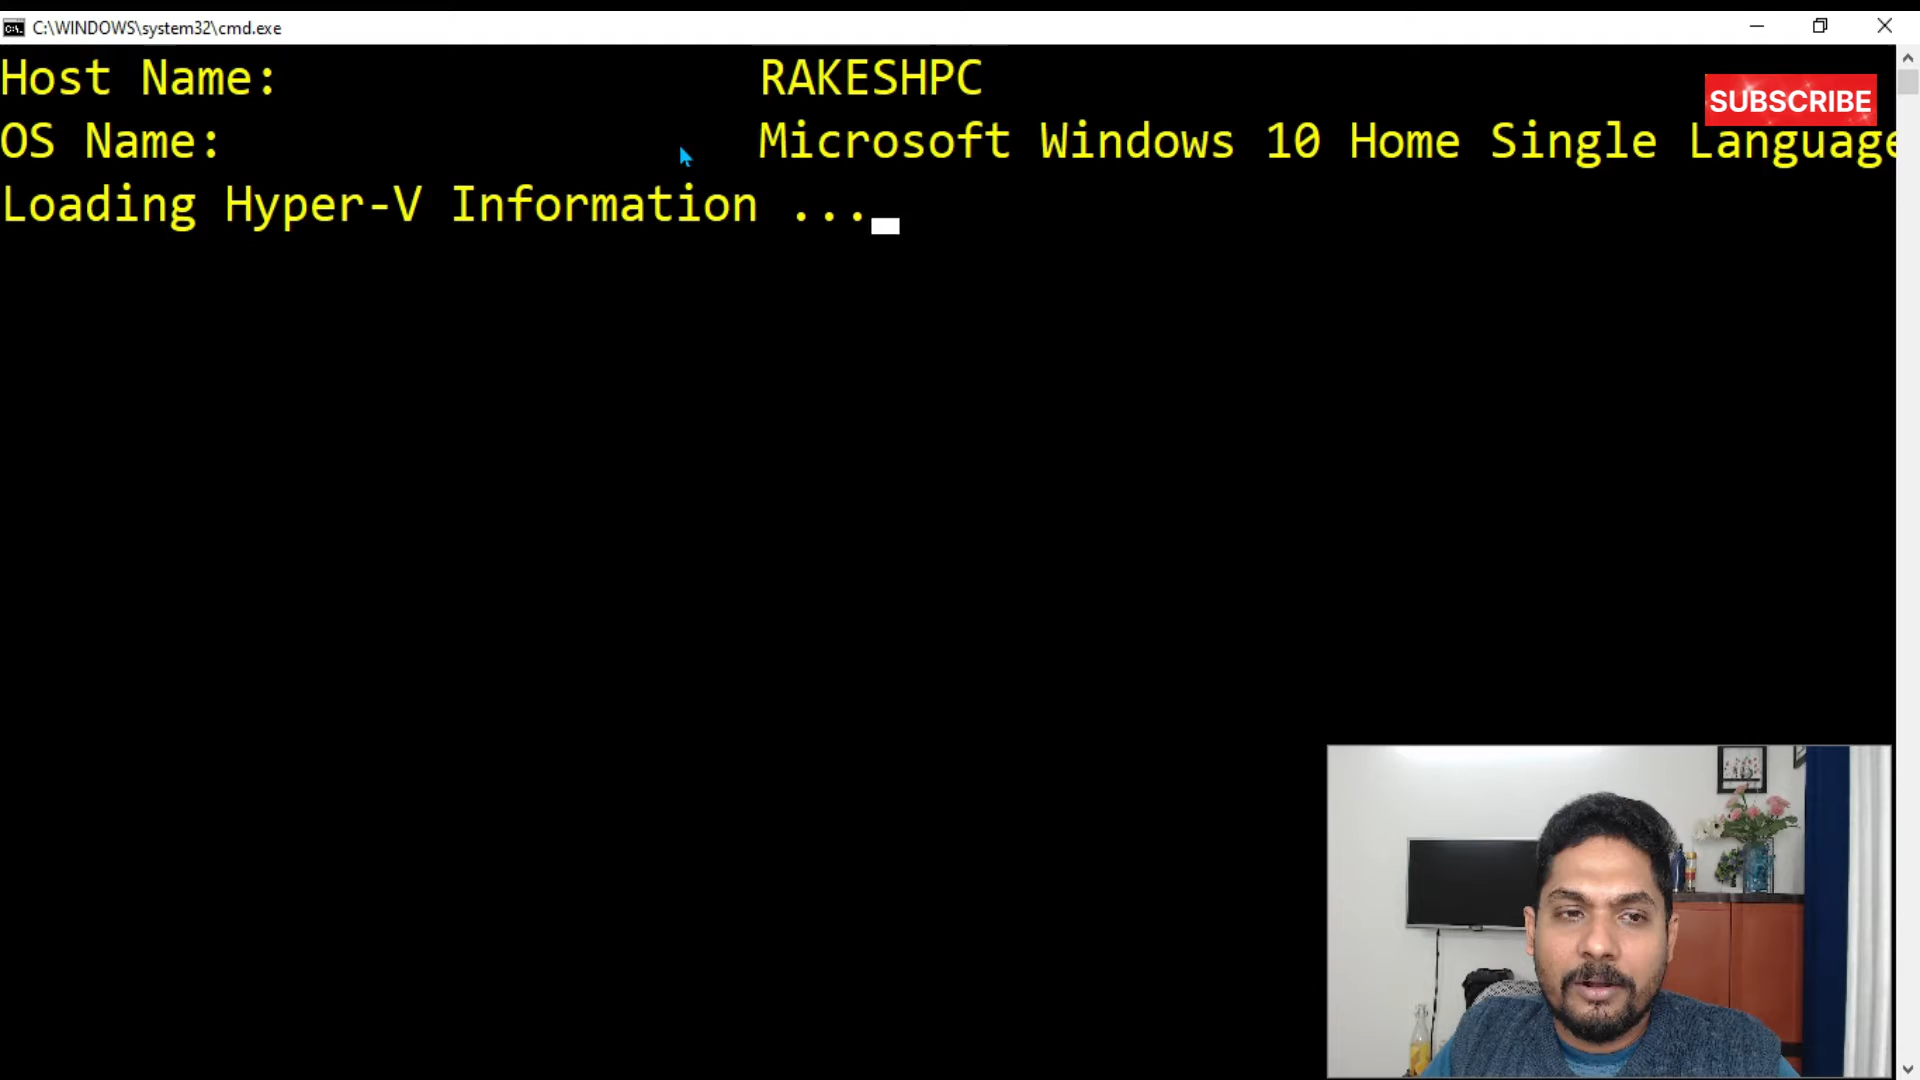 C:\WINDOWS\system32\cmd.exe
Host Name: RAKESHPC
SUBSCRIBE
OS Name: Microsoft Windows 10 Home Single Language
Loading Hyper-V Information ...